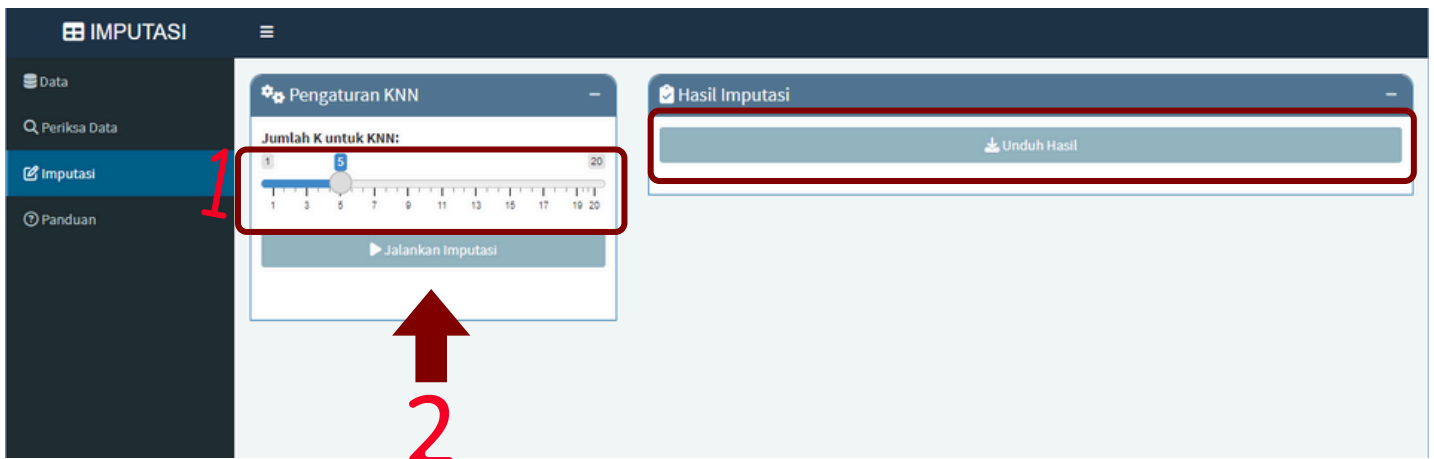 IMPUTASI
Data
Periksa Data
Imputasi
Panduan
Pengaturan KNN
Jumlah K untuk KNN:
1 5 20
1 3 5 7 9 11 13 15 17 19 20
Jalankan Imputasi
Hasil Imputasi
Unduh Hasil
1
2